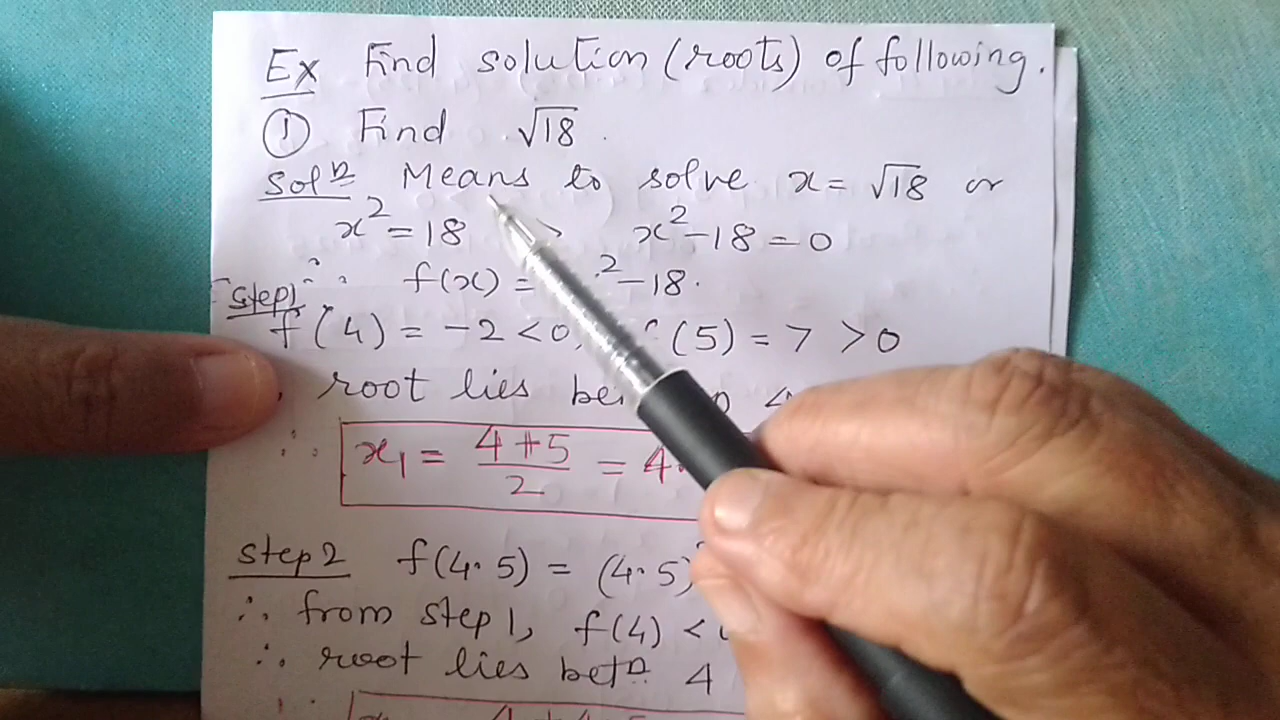 Ex Find solution (roots) of following.
① Find √18.
Solⁿ Means to solve x = √18 or
x² = 18 x² - 18 = 0
∴ f(x) = ² - 18.
Step1 f(4) = -2 < 0, (5) = 7 > 0
root lies 4
∴ x₁ = 4+5/2 = 4.
step 2 f(4.5) = (4.5)
∴ from step 1, f(4) <
∴ root lies betⁿ 4